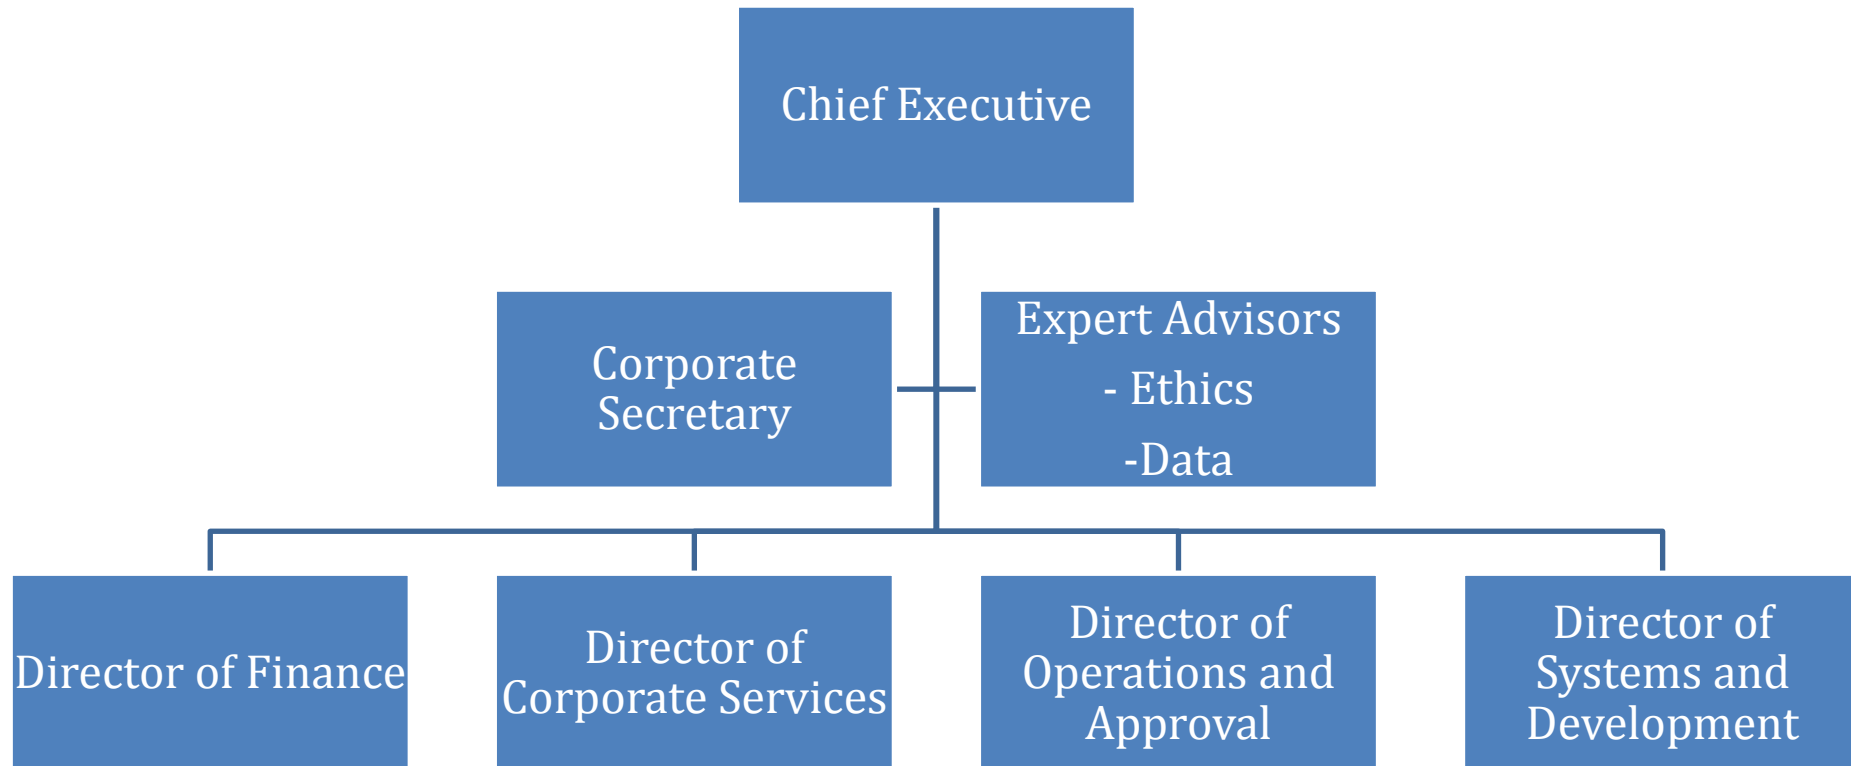 Chief Executive
Corporate
Secretary
Expert Advisors
- Ethics
-Data
Director of Finance
Director of
Corporate Services
Director of
Operations and
Approval
Director of
Systems and
Development